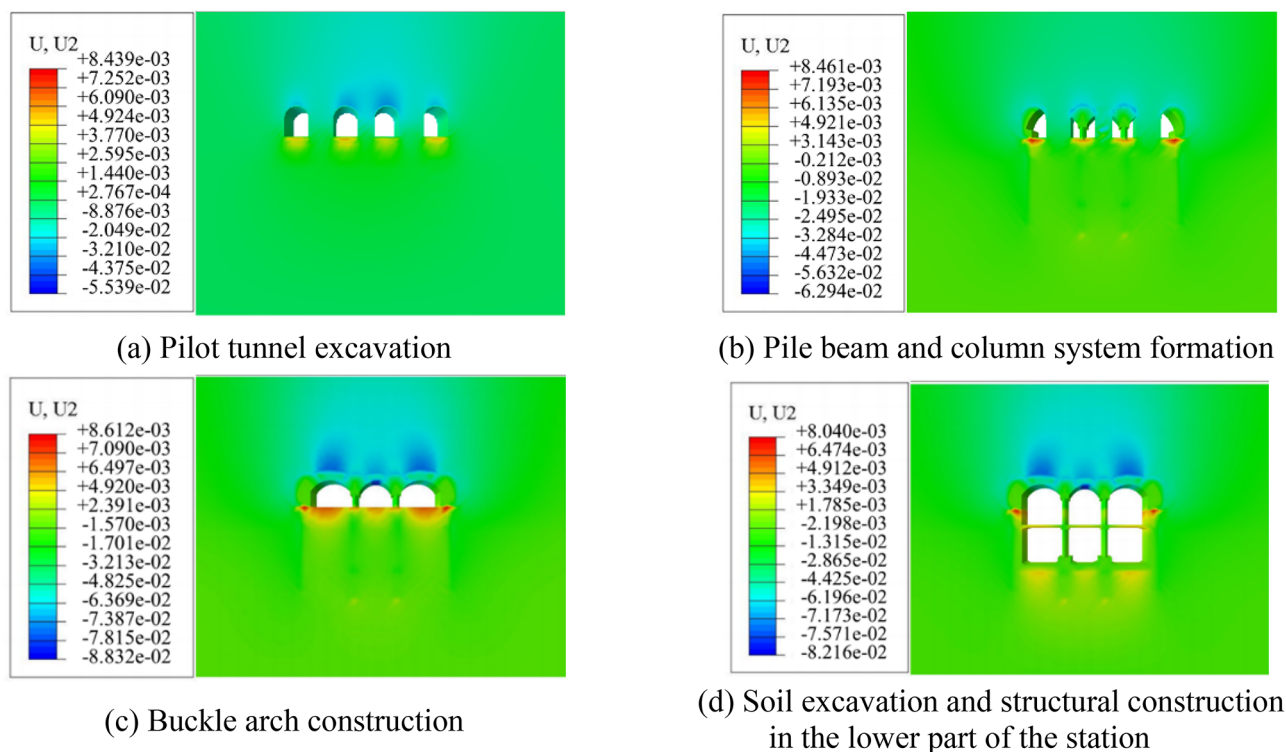 U, U2
+8.439e-03
+7.252e-03
+6.090e-03
+4.924e-03
+3.770e-03
+2.595e-03
+1.440e-03
+2.767e-04
-8.876e-03
-2.049e-02
-3.210e-02
-4.375e-02
-5.539e-02
(a) Pilot tunnel excavation
U, U2
+8.461e-03
+7.193e-03
+6.135e-03
+4.921e-03
+3.143e-03
-0.212e-03
-0.893e-02
-1.933e-02
-2.495e-02
-3.284e-02
-4.473e-02
-5.632e-02
-6.294e-02
(b) Pile beam and column system formation
U, U2
+8.612e-03
+7.090e-03
+6.497e-03
+4.920e-03
+2.391e-03
-1.570e-03
-1.701e-02
-3.213e-02
-4.825e-02
-6.369e-02
-7.387e-02
-7.815e-02
-8.832e-02
(c) Buckle arch construction
U, U2
+8.040e-03
+6.474e-03
+4.912e-03
+3.349e-03
+1.785e-03
-2.198e-03
-1.315e-02
-2.865e-02
-4.425e-02
-6.196e-02
-7.173e-02
-7.571e-02
-8.216e-02
(d) Soil excavation and structural construction
in the lower part of the station